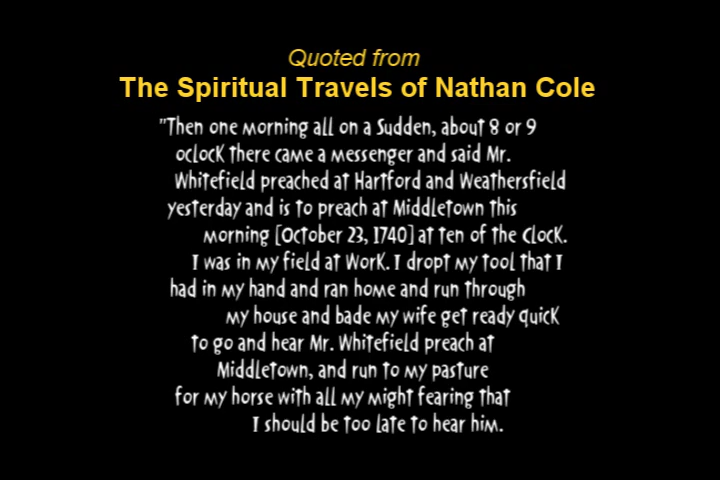 Quoted from
The Spiritual Travels of Nathan Cole
"Then one morning all on a Sudden, about 8 or 9
oclock there came a messenger and said Mr.
Whitefield preached at Hartford and Weathersfield
yesterday and is to preach at Middletown this
morning [October 23, 1740] at ten of the Clock.
I was in my field at Work. I dropt my tool that I
had in my hand and ran home and run through
my house and bade my wife get ready quick
to go and hear Mr. Whitefield preach at
Middletown, and run to my pasture
for my horse with all my might fearing that
I should be too late to hear him.